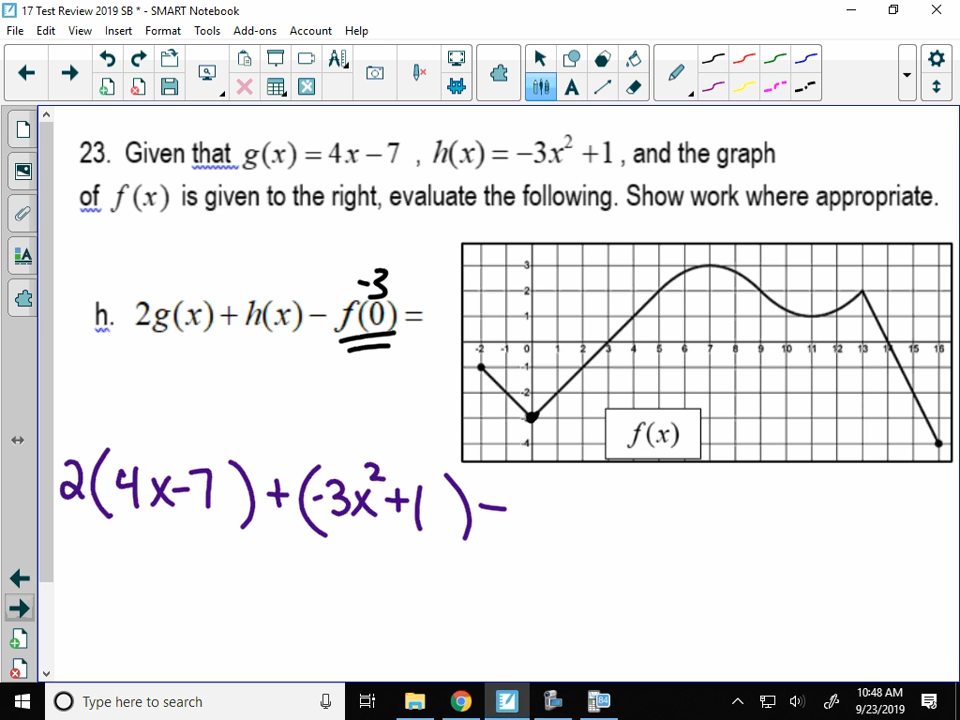 17 Test Review 2019 SB * - SMART Notebook
File Edit View Insert Format Tools Add-ons Account Help
23. Given that g(x) = 4x – 7 , h(x) = –3x² +1 , and the graph
of f(x) is given to the right, evaluate the following. Show work where appropriate.
-3
h. 2g(x) + h(x) – f(0) =
3
2
1
-2 -1 0 1 2 3 4 5 6 7 8 9 10 11 12 13 14 15 16
-1
-2
-4
f(x)
2(4x-7) + (-3x²+1) -
Type here to search
10:48 AM
9/23/2019